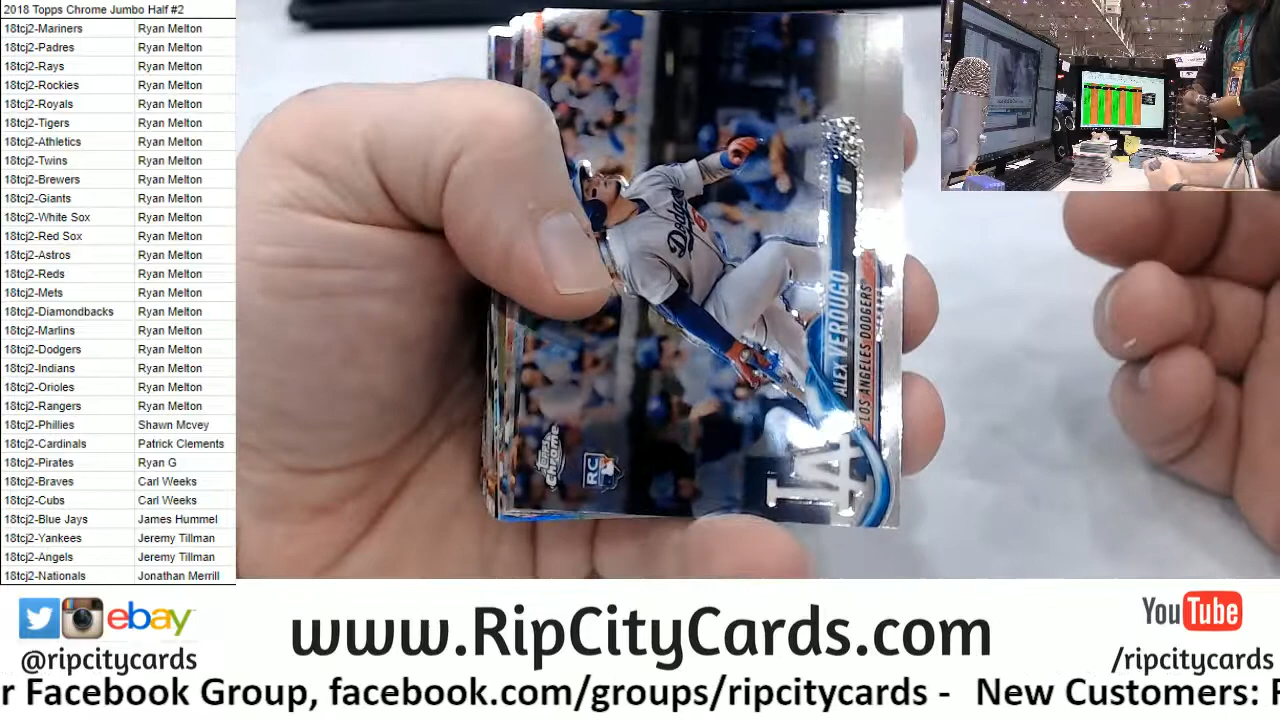 2018 Topps Chrome Jumbo Half #2
18tcj2-Mariners Ryan Melton
18tcj2-Padres Ryan Melton
18tcj2-Rays Ryan Melton
18tcj2-Rockies Ryan Melton
18tcj2-Royals Ryan Melton
18tcj2-Tigers Ryan Melton
18tcj2-Athletics Ryan Melton
18tcj2-Twins Ryan Melton
18tcj2-Brewers Ryan Melton
18tcj2-Giants Ryan Melton
18tcj2-White Sox Ryan Melton
18tcj2-Red Sox Ryan Melton
18tcj2-Astros Ryan Melton
18tcj2-Reds Ryan Melton
18tcj2-Mets Ryan Melton
18tcj2-Diamondbacks Ryan Melton
18tcj2-Marlins Ryan Melton
18tcj2-Dodgers Ryan Melton
18tcj2-Indians Ryan Melton
18tcj2-Orioles Ryan Melton
18tcj2-Rangers Ryan Melton
18tcj2-Phillies Shawn Mcvey
18tcj2-Cardinals Patrick Clements
18tcj2-Pirates Ryan G
18tcj2-Braves Carl Weeks
18tcj2-Cubs Carl Weeks
18tcj2-Blue Jays James Hummel
18tcj2-Yankees Jeremy Tillman
18tcj2-Angels Jeremy Tillman
18tcj2-Nationals Jonathan Merrill
Dodgers
6
ALEX VERDUGO OF
LOS ANGELES DODGERS
LA
Topps Chrome
RC
ebay
@ripcitycards
www.RipCityCards.com
YouTube
/ripcitycards
r Facebook Group, facebook.com/groups/ripcitycards - New Customers: